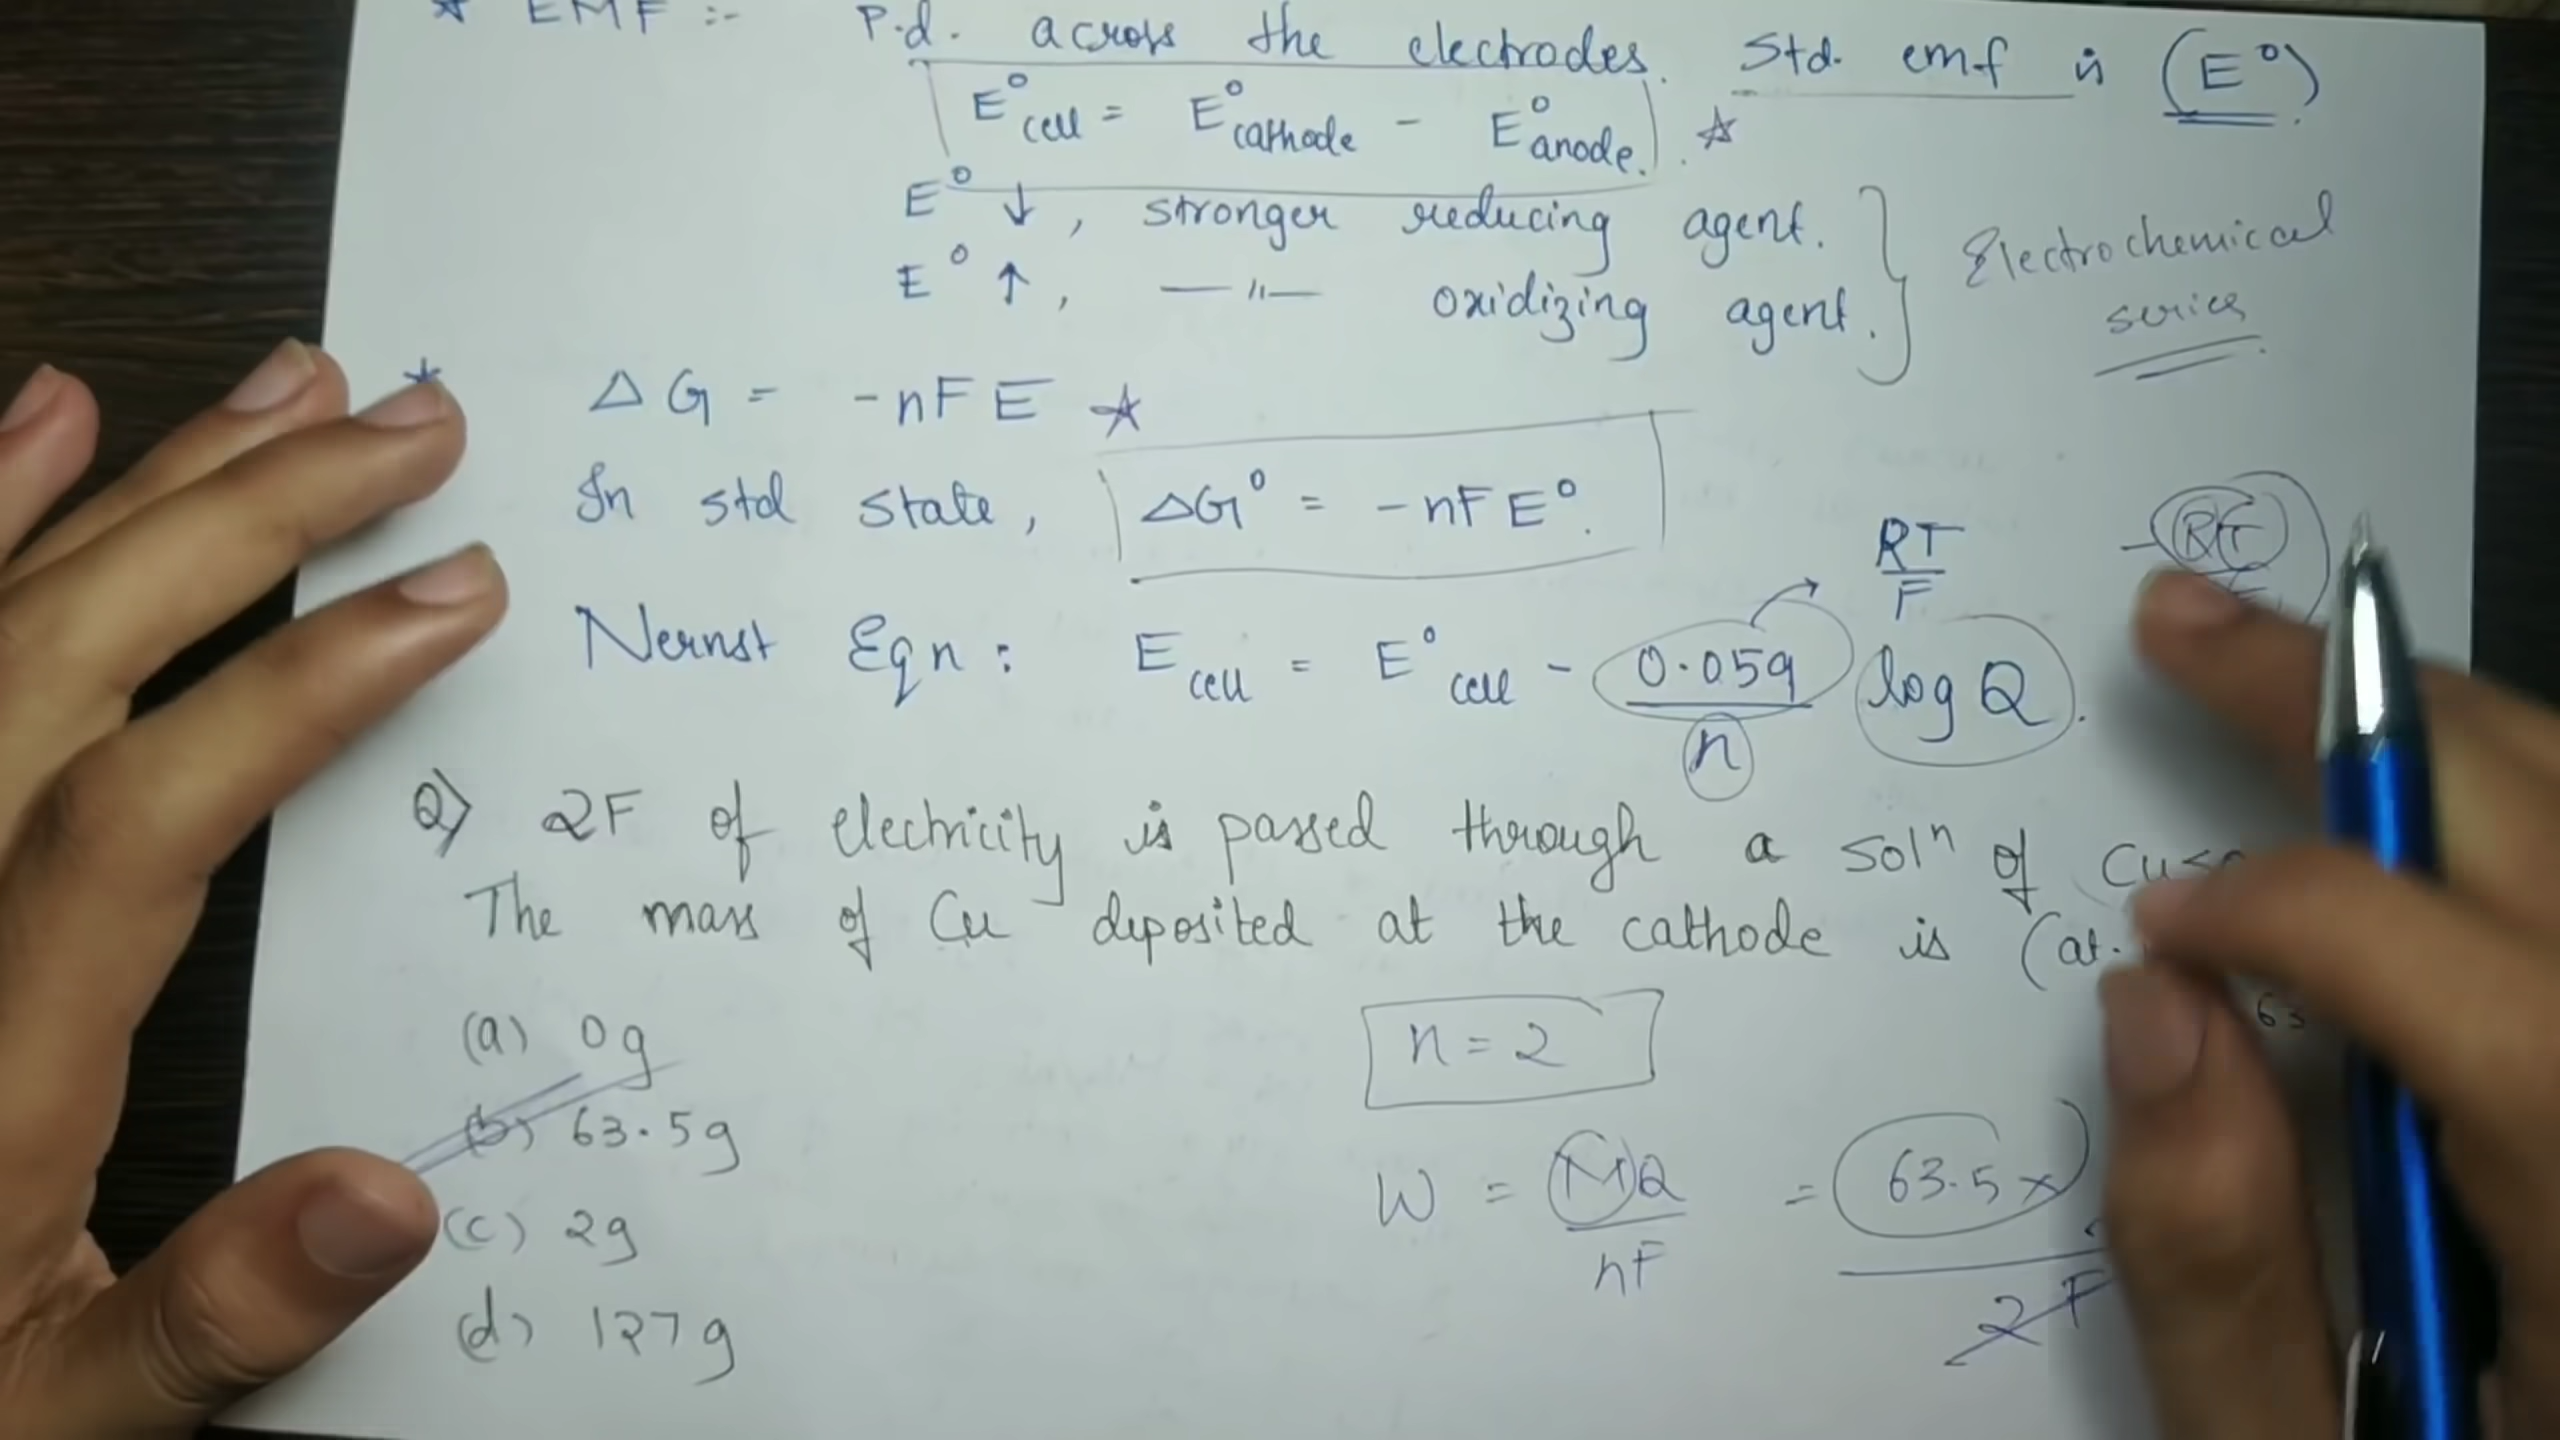 * EMF :- P.d. across the electrodes. Std. emf is (E°).
E°cell = E°cathode - E°anode. ☆
E° ↓, stronger reducing agent.
E° ↑, —"— oxidizing agent.
Electrochemical
series
* ΔG = -nFE ☆
In std state, ΔG° = -nFE°.
RT
F
-RT
Nernst Eqn: Ecell = E°cell - 0.059/n log Q.
Q) 2F of electricity is passed through a solⁿ of
The mass of Cu deposited at the cathode is (at.
(a) 0g
(b) 63.5g
(c) 2g
(d) 127g
n = 2
W = MQ/nF = 63.5 ×
2F